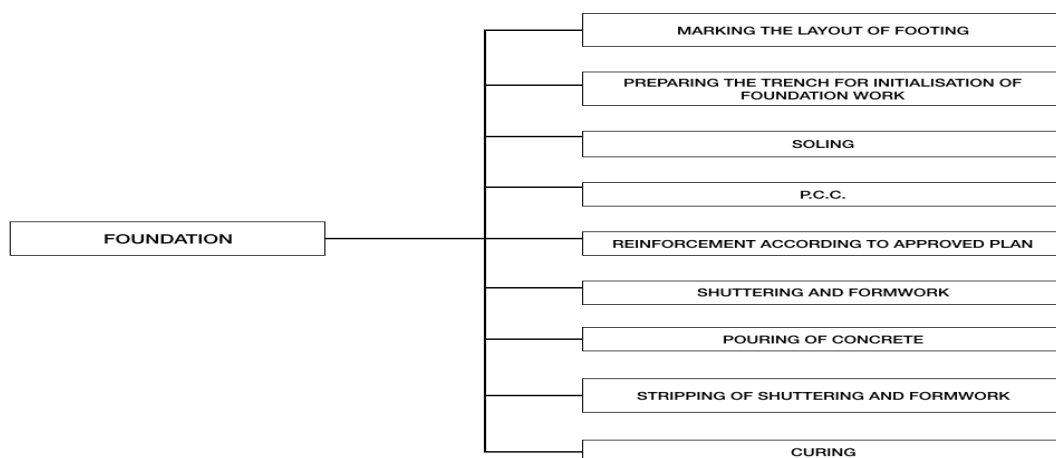 MARKING THE LAYOUT OF FOOTING
PREPARING THE TRENCH FOR INITIALISATION OF
FOUNDATION WORK
SOLING
P.C.C.
FOUNDATION
REINFORCEMENT ACCORDING TO APPROVED PLAN
SHUTTERING AND FORMWORK
POURING OF CONCRETE
STRIPPING OF SHUTTERING AND FORMWORK
CURING